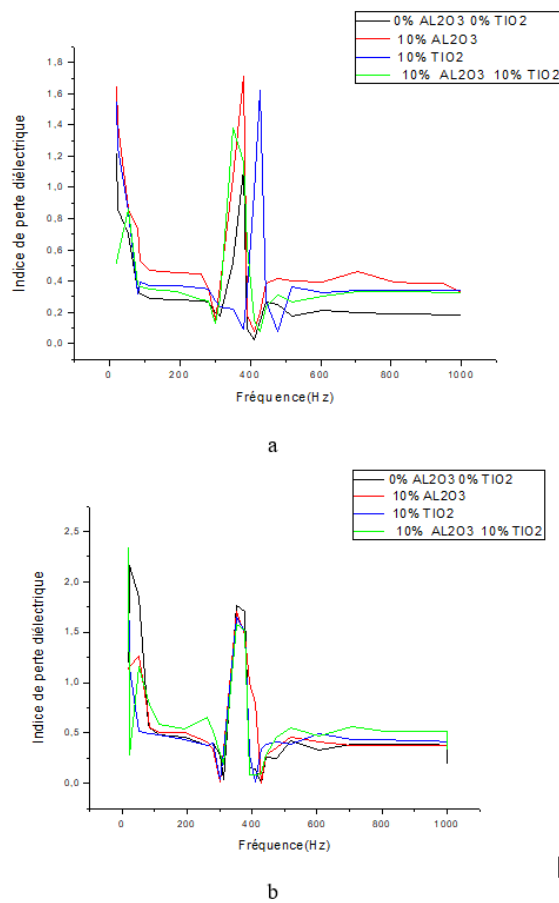 0% AL2O3 0% TIO2
10% AL2O3
10% TIO2
10% AL2O3 10% TIO2
1,8
1,6
1,4
1,2
1,0
0,8
0,6
0,4
0,2
0,0
Indice de perte diélectrique
0 200 400 600 800 1000
Fréquence(Hz)
a
0% AL2O3 0% TIO2
10% AL2O3
10% TIO2
10% AL2O3 10% TIO2
2,5
2,0
1,5
1,0
0,5
0,0
Indice de perte diélectrique
0 200 400 600 800 1000
Fréquence(Hz)
b